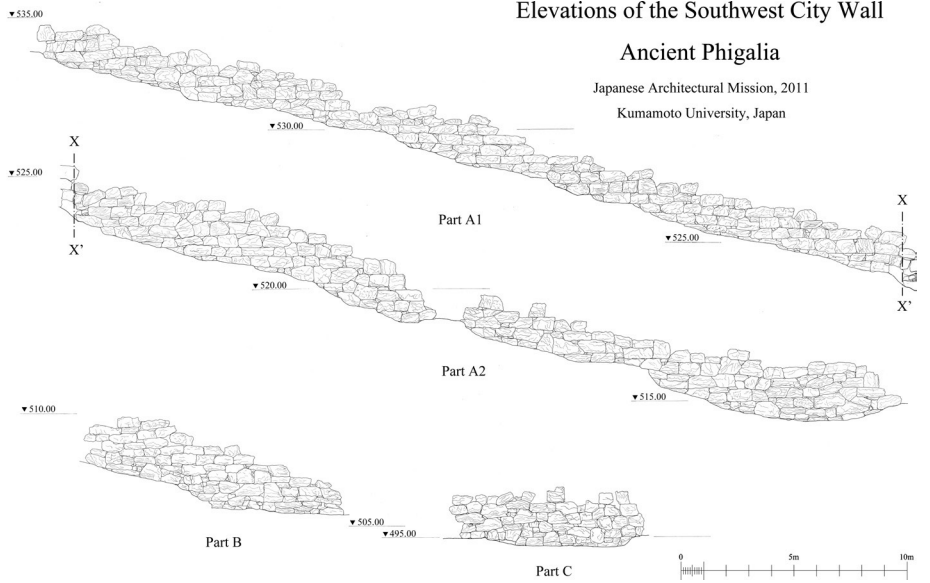 Elevations of the Southwest City Wall
Ancient Phigalia
Japanese Architectural Mission, 2011
Kumamoto University, Japan
▼535.00
▼530.00
X
X
▼525.00
Part A1
▼525.00
X'
▼520.00
X'
Part A2
▼515.00
▼510.00
▼505.00
▼495.00
Part B
Part C
0 5m 10m